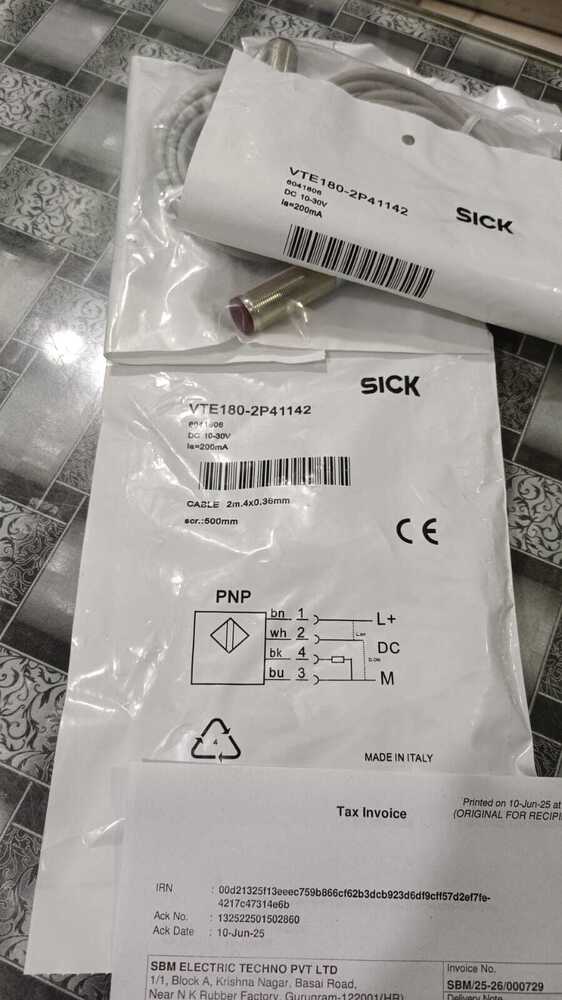 VTE180-2P41142
6041806
DC 10-30V
Ia=200mA
SICK
SICK
VTE180-2P41142
6041806
DC 10-30V
Ia=200mA
CABLE 2m.4x0.36mm
scr.:500mm
CE
PNP
bn 1 L+
wh 2
DC
bk 4
bu 3 M
4
MADE IN ITALY
Printed on 10-Jun-25 at
Tax Invoice
(ORIGINAL FOR RECIPI
IRN : 00d21325f13eeec759b866cf62b3dcb923d6df9cff57d2ef7fe-
4217c47314e6b
Ack No. : 132522501502860
Ack Date : 10-Jun-25
SBM ELECTRIC TECHNO PVT LTD
Invoice No.
1/1, Block A, Krishna Nagar, Basai Road,
SBM/25-26/000729
Near N K Rubber Factory, Gurugram-122001(HR)
Delivery Note